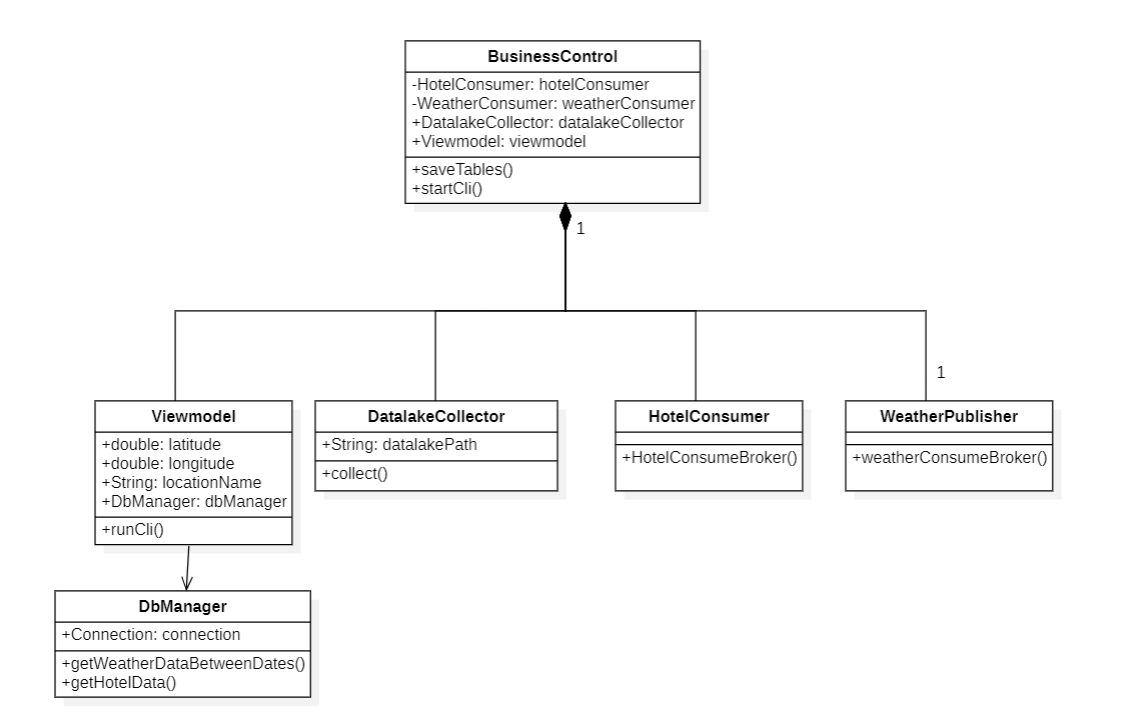 BusinessControl
-HotelConsumer: hotelConsumer
-WeatherConsumer: weatherConsumer
+DatalakeCollector: datalakeCollector
+Viewmodel: viewmodel
+saveTables()
+startCli()
1
1
Viewmodel
+double: latitude
+double: longitude
+String: locationName
+DbManager: dbManager
+runCli()
DatalakeCollector
+String: datalakePath
+collect()
HotelConsumer
+HotelConsumeBroker()
WeatherPublisher
+weatherConsumeBroker()
DbManager
+Connection: connection
+getWeatherDataBetweenDates()
+getHotelData()